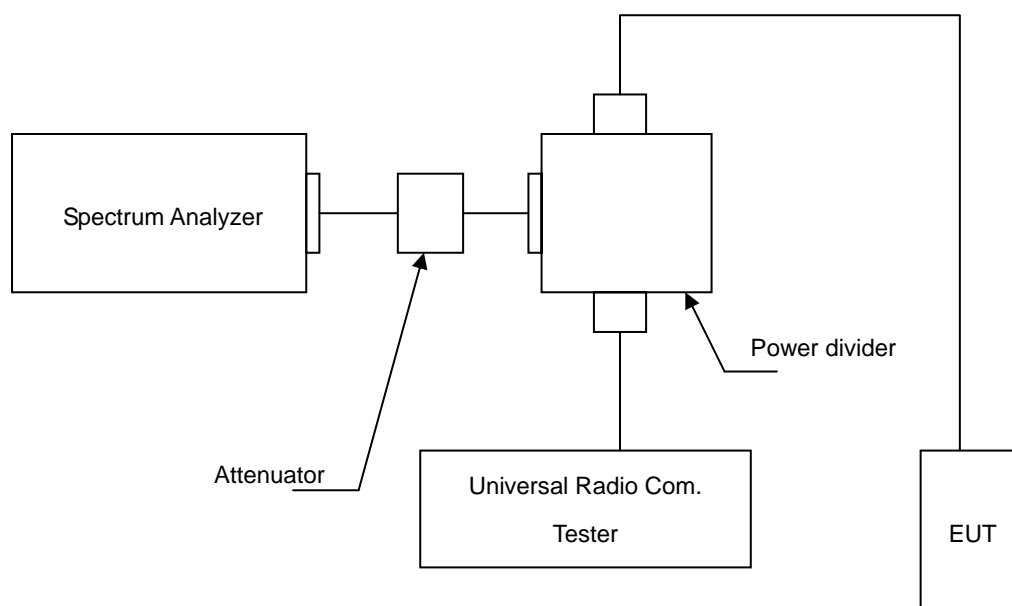 Spectrum Analyzer
Power divider
Attenuator
Universal Radio Com.
Tester
EUT